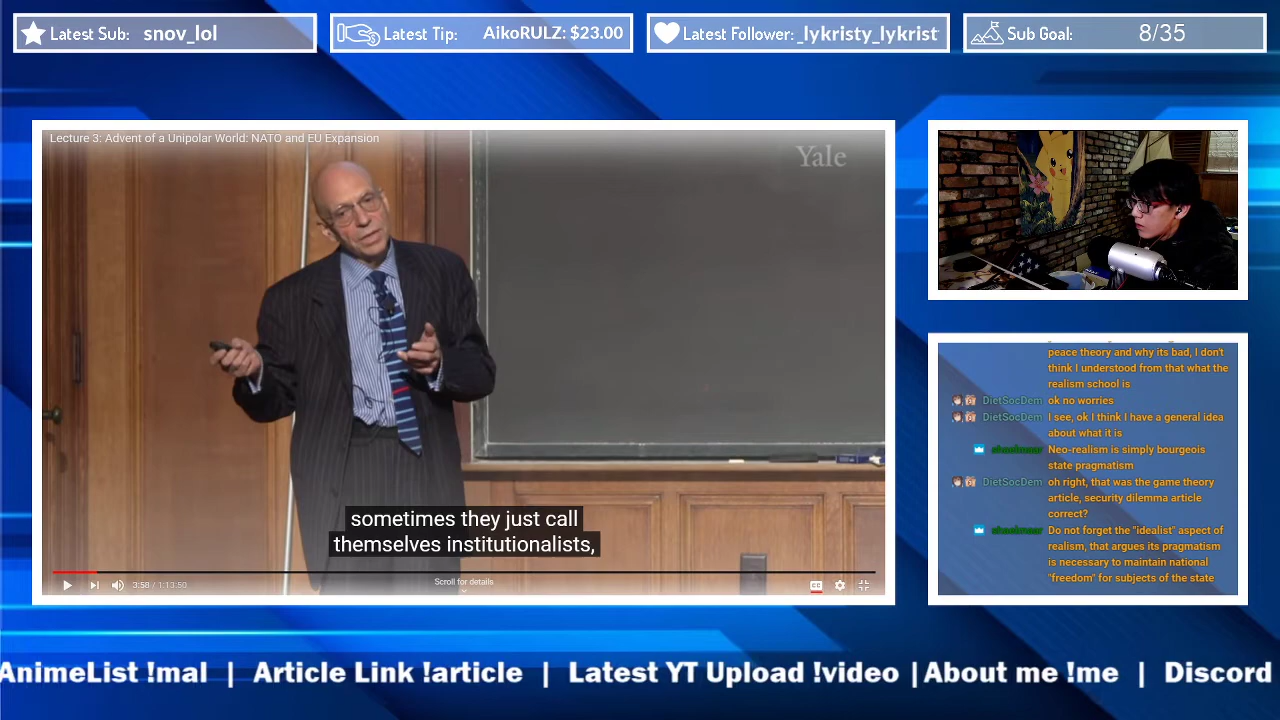 Latest Sub: snov_lol
Latest Tip: AikoRULZ: $23.00
Latest Follower: _lykristy_lykrist
Sub Goal: 8/35
Lecture 3: Advent of a Unipolar World: NATO and EU Expansion
Yale
sometimes they just call
themselves institutionalists,
3:58 / 1:13:50
Scroll for details
CC
peace theory and why its bad, I don't
think I understood from that what the
realism school is
DietSocDem ok no worries
DietSocDem I see, ok I think I have a general idea
about what it is
Neo-realism is simply bourgeois
state pragmatism
DietSocDem oh right, that was the game theory
article, security dilemma article
correct?
Do not forget the "idealist" aspect of
realism, that argues its pragmatism
is necessary to maintain national
"freedom" for subjects of the state
AnimeList !mal | Article Link !article | Latest YT Upload !video | About me !me | Discord